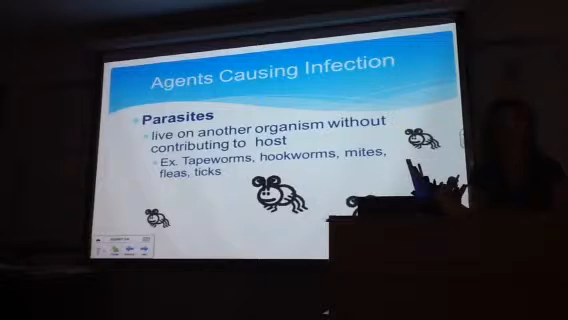 Agents Causing Infection
Parasites
live on another organism without
contributing to host
Ex. Tapeworms, hookworms, mites,
fleas, ticks